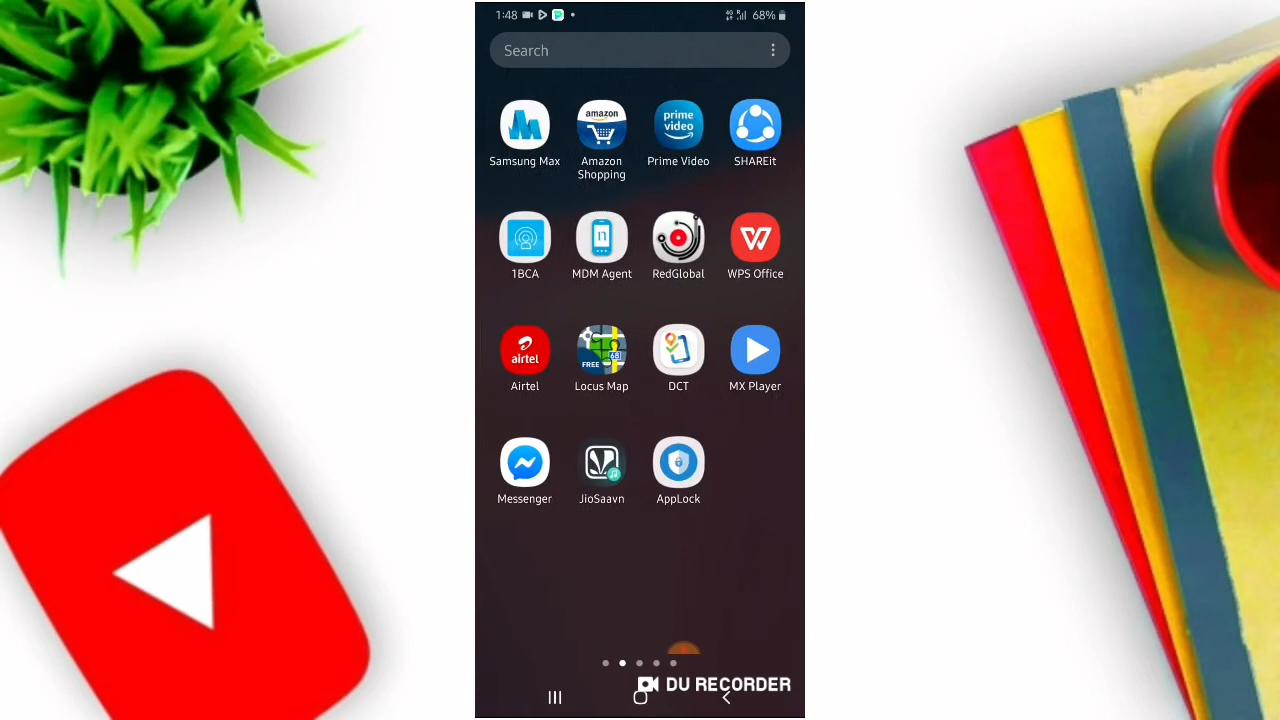 1:48 68%
Search
amazon
prime
video
Samsung Max Amazon Prime Video SHAREit
Shopping
n
1BCA MDM Agent RedGlobal WPS Office
airtel FREE 68
Airtel Locus Map DCT MX Player
Messenger JioSaavn AppLock
DU RECORDER